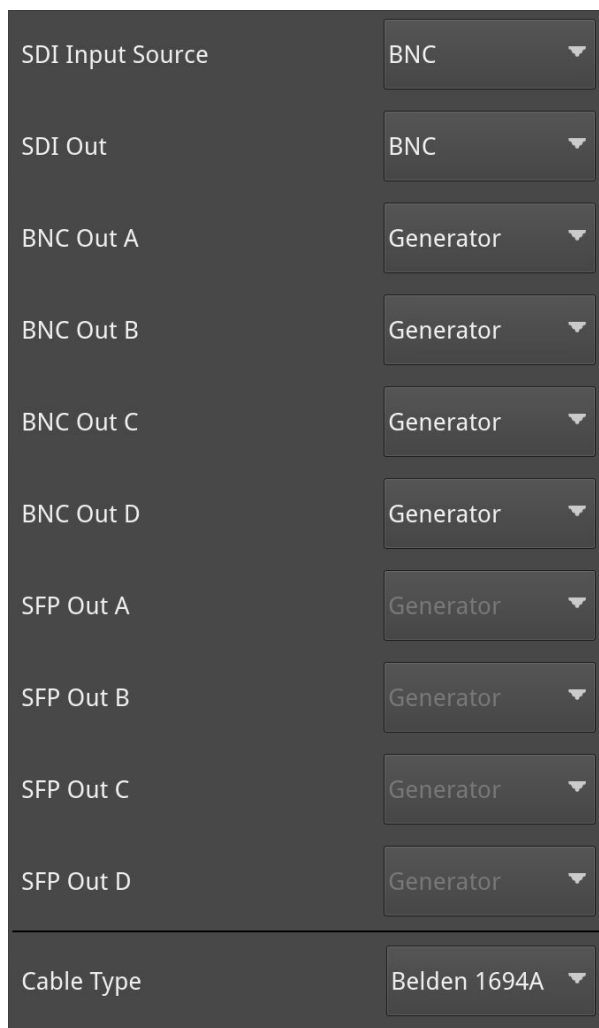 SDI Input Source BNC
SDI Out BNC
BNC Out A Generator
BNC Out B Generator
BNC Out C Generator
BNC Out D Generator
SFP Out A Generator
SFP Out B Generator
SFP Out C Generator
SFP Out D Generator
Cable Type Belden 1694A